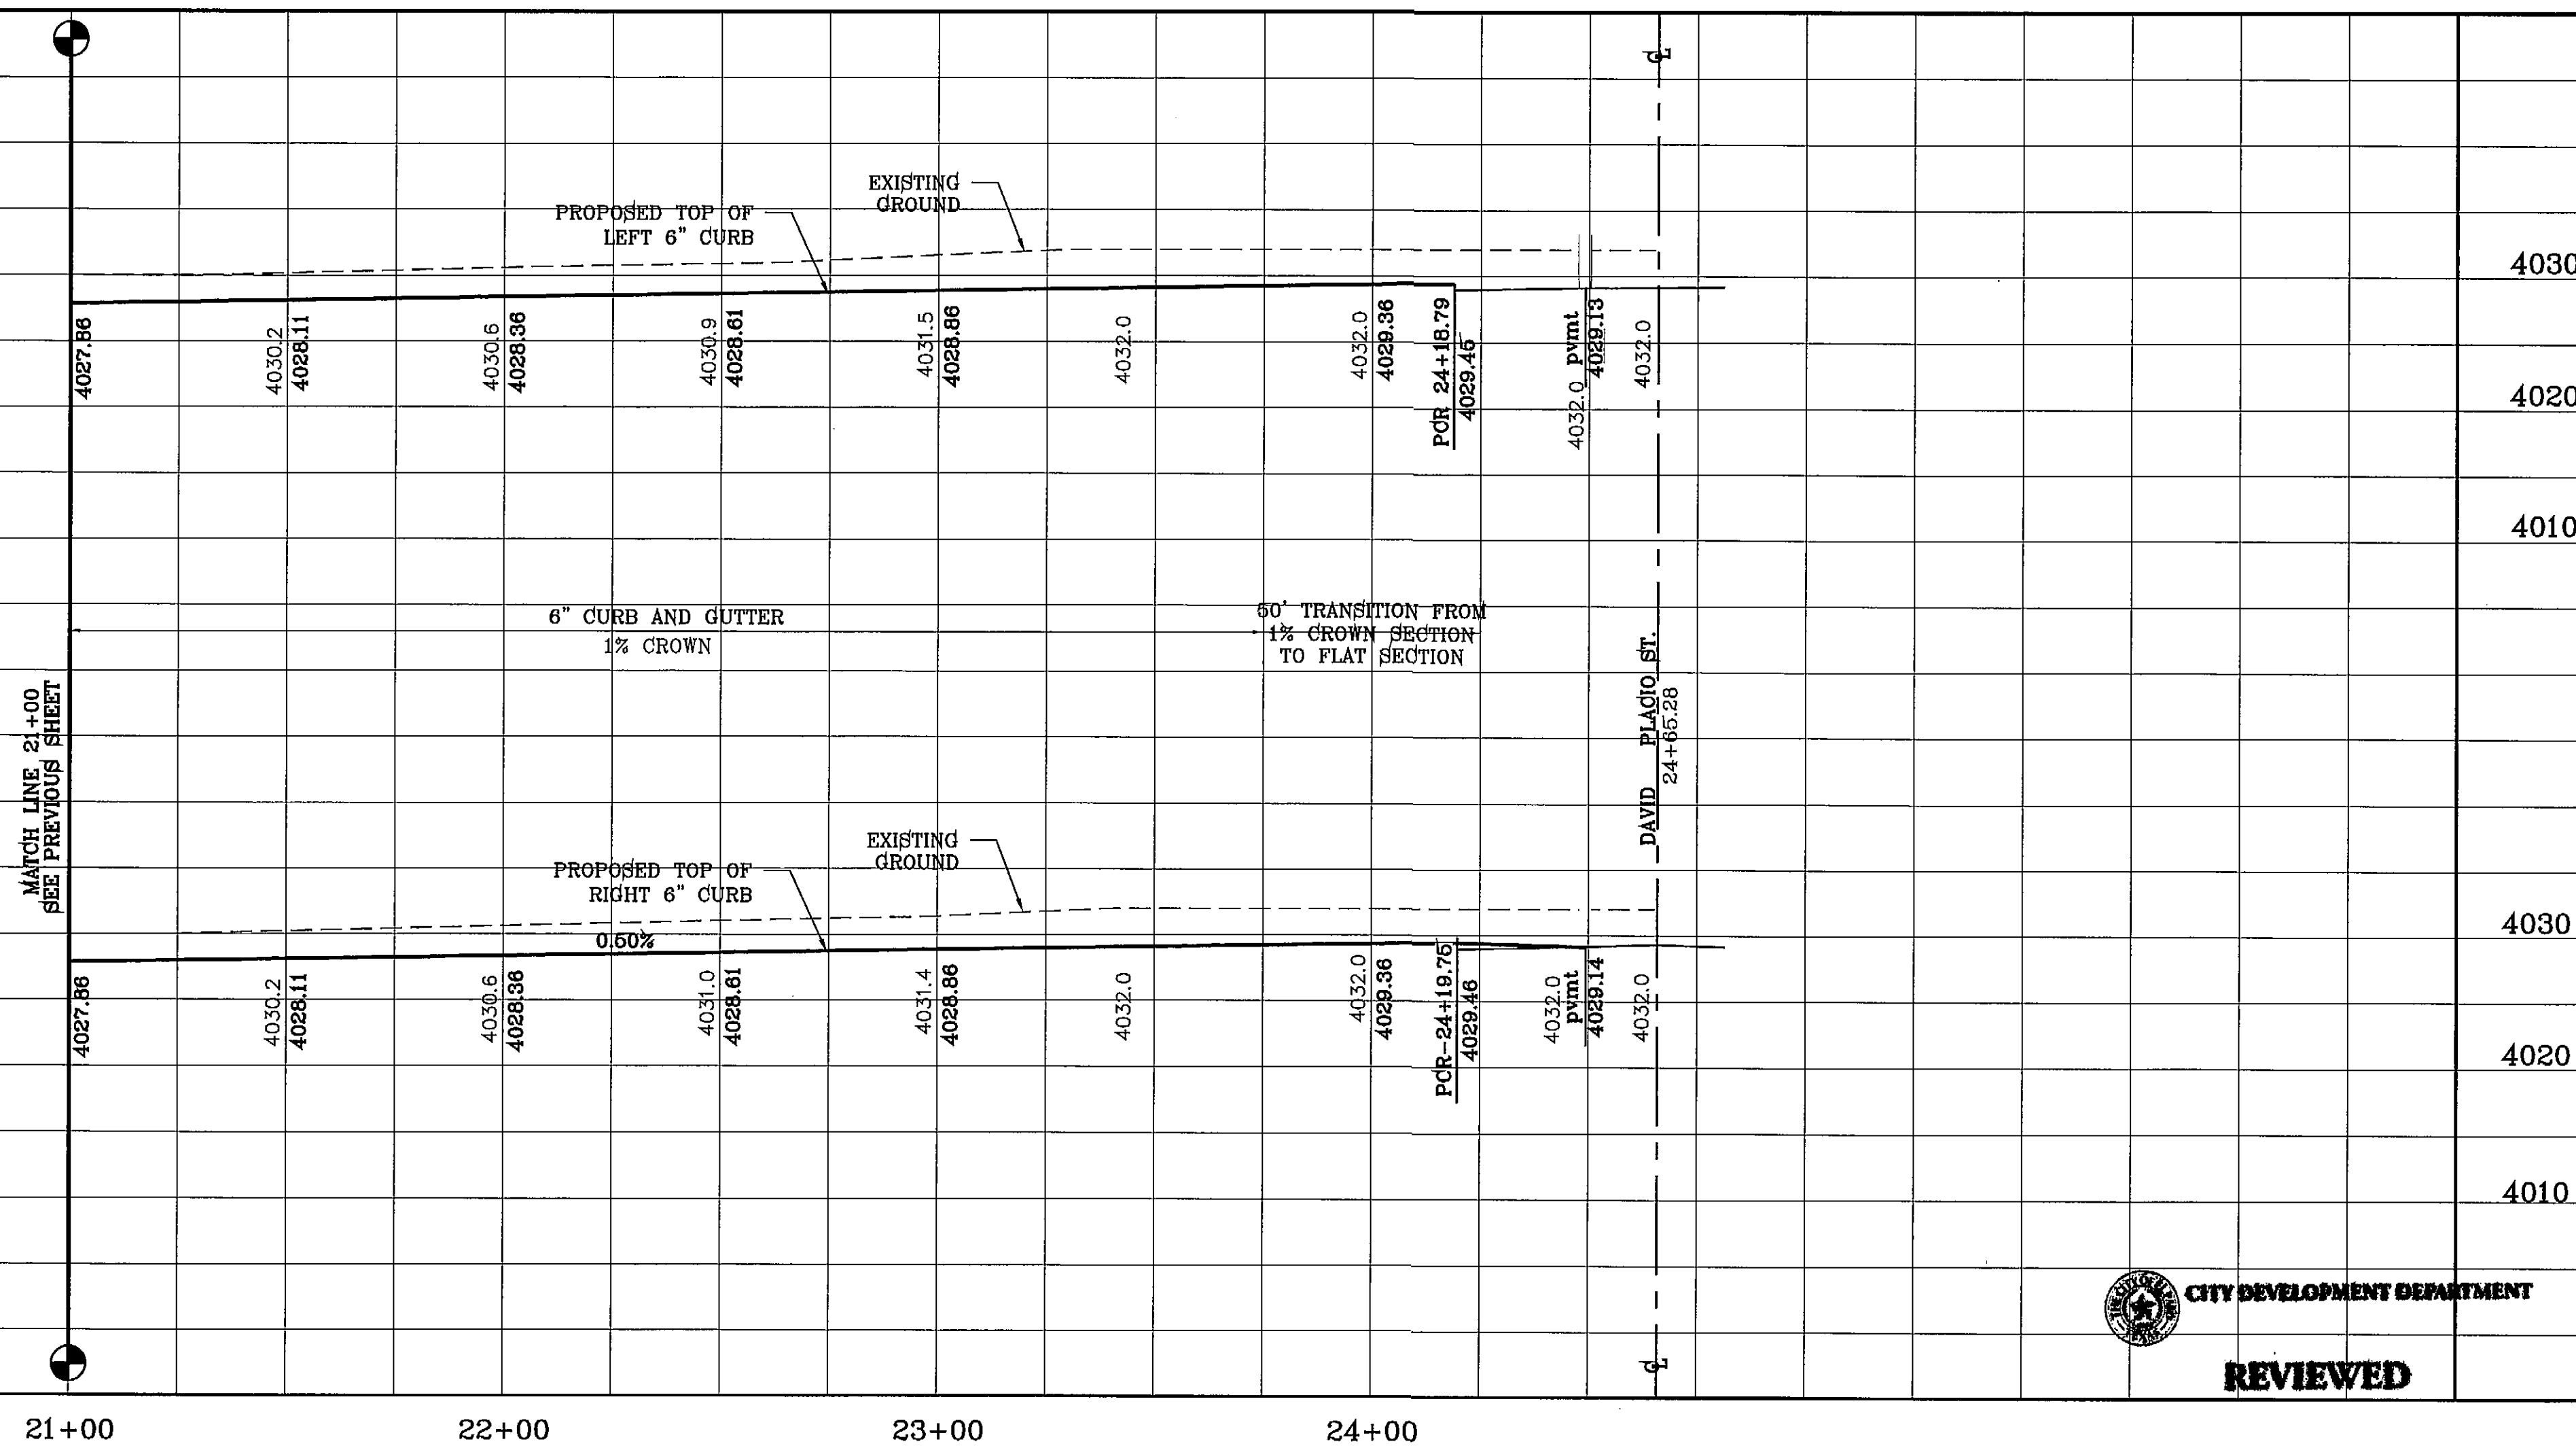 EXISTING
GROUND
PROPOSED TOP OF
LEFT 6" CURB
4030
4027.86
4030.2
4028.11
4030.6
4028.36
4030.9
4028.61
4031.5
4028.86
4032.0
4032.0
4029.36
PCR 24+18.79
4029.45
4032.0 pvmt
4029.13
4032.0
4020
4010
6" CURB AND GUTTER
1% CROWN
50' TRANSITION FROM
1% CROWN SECTION
TO FLAT SECTION
DAVID PLACIO ST.
24+65.28
MATCH LINE 21+00
SEE PREVIOUS SHEET
EXISTING
GROUND
PROPOSED TOP OF
RIGHT 6" CURB
0.50%
4030
4027.86
4030.2
4028.11
4030.6
4028.36
4031.0
4028.61
4031.4
4028.86
4032.0
4032.0
4029.36
PCR-24+19.75
4029.46
4032.0
pvmt
4029.14
4032.0
4020
4010
CITY DEVELOPMENT DEPARTMENT
REVIEWED
21+00
22+00
23+00
24+00